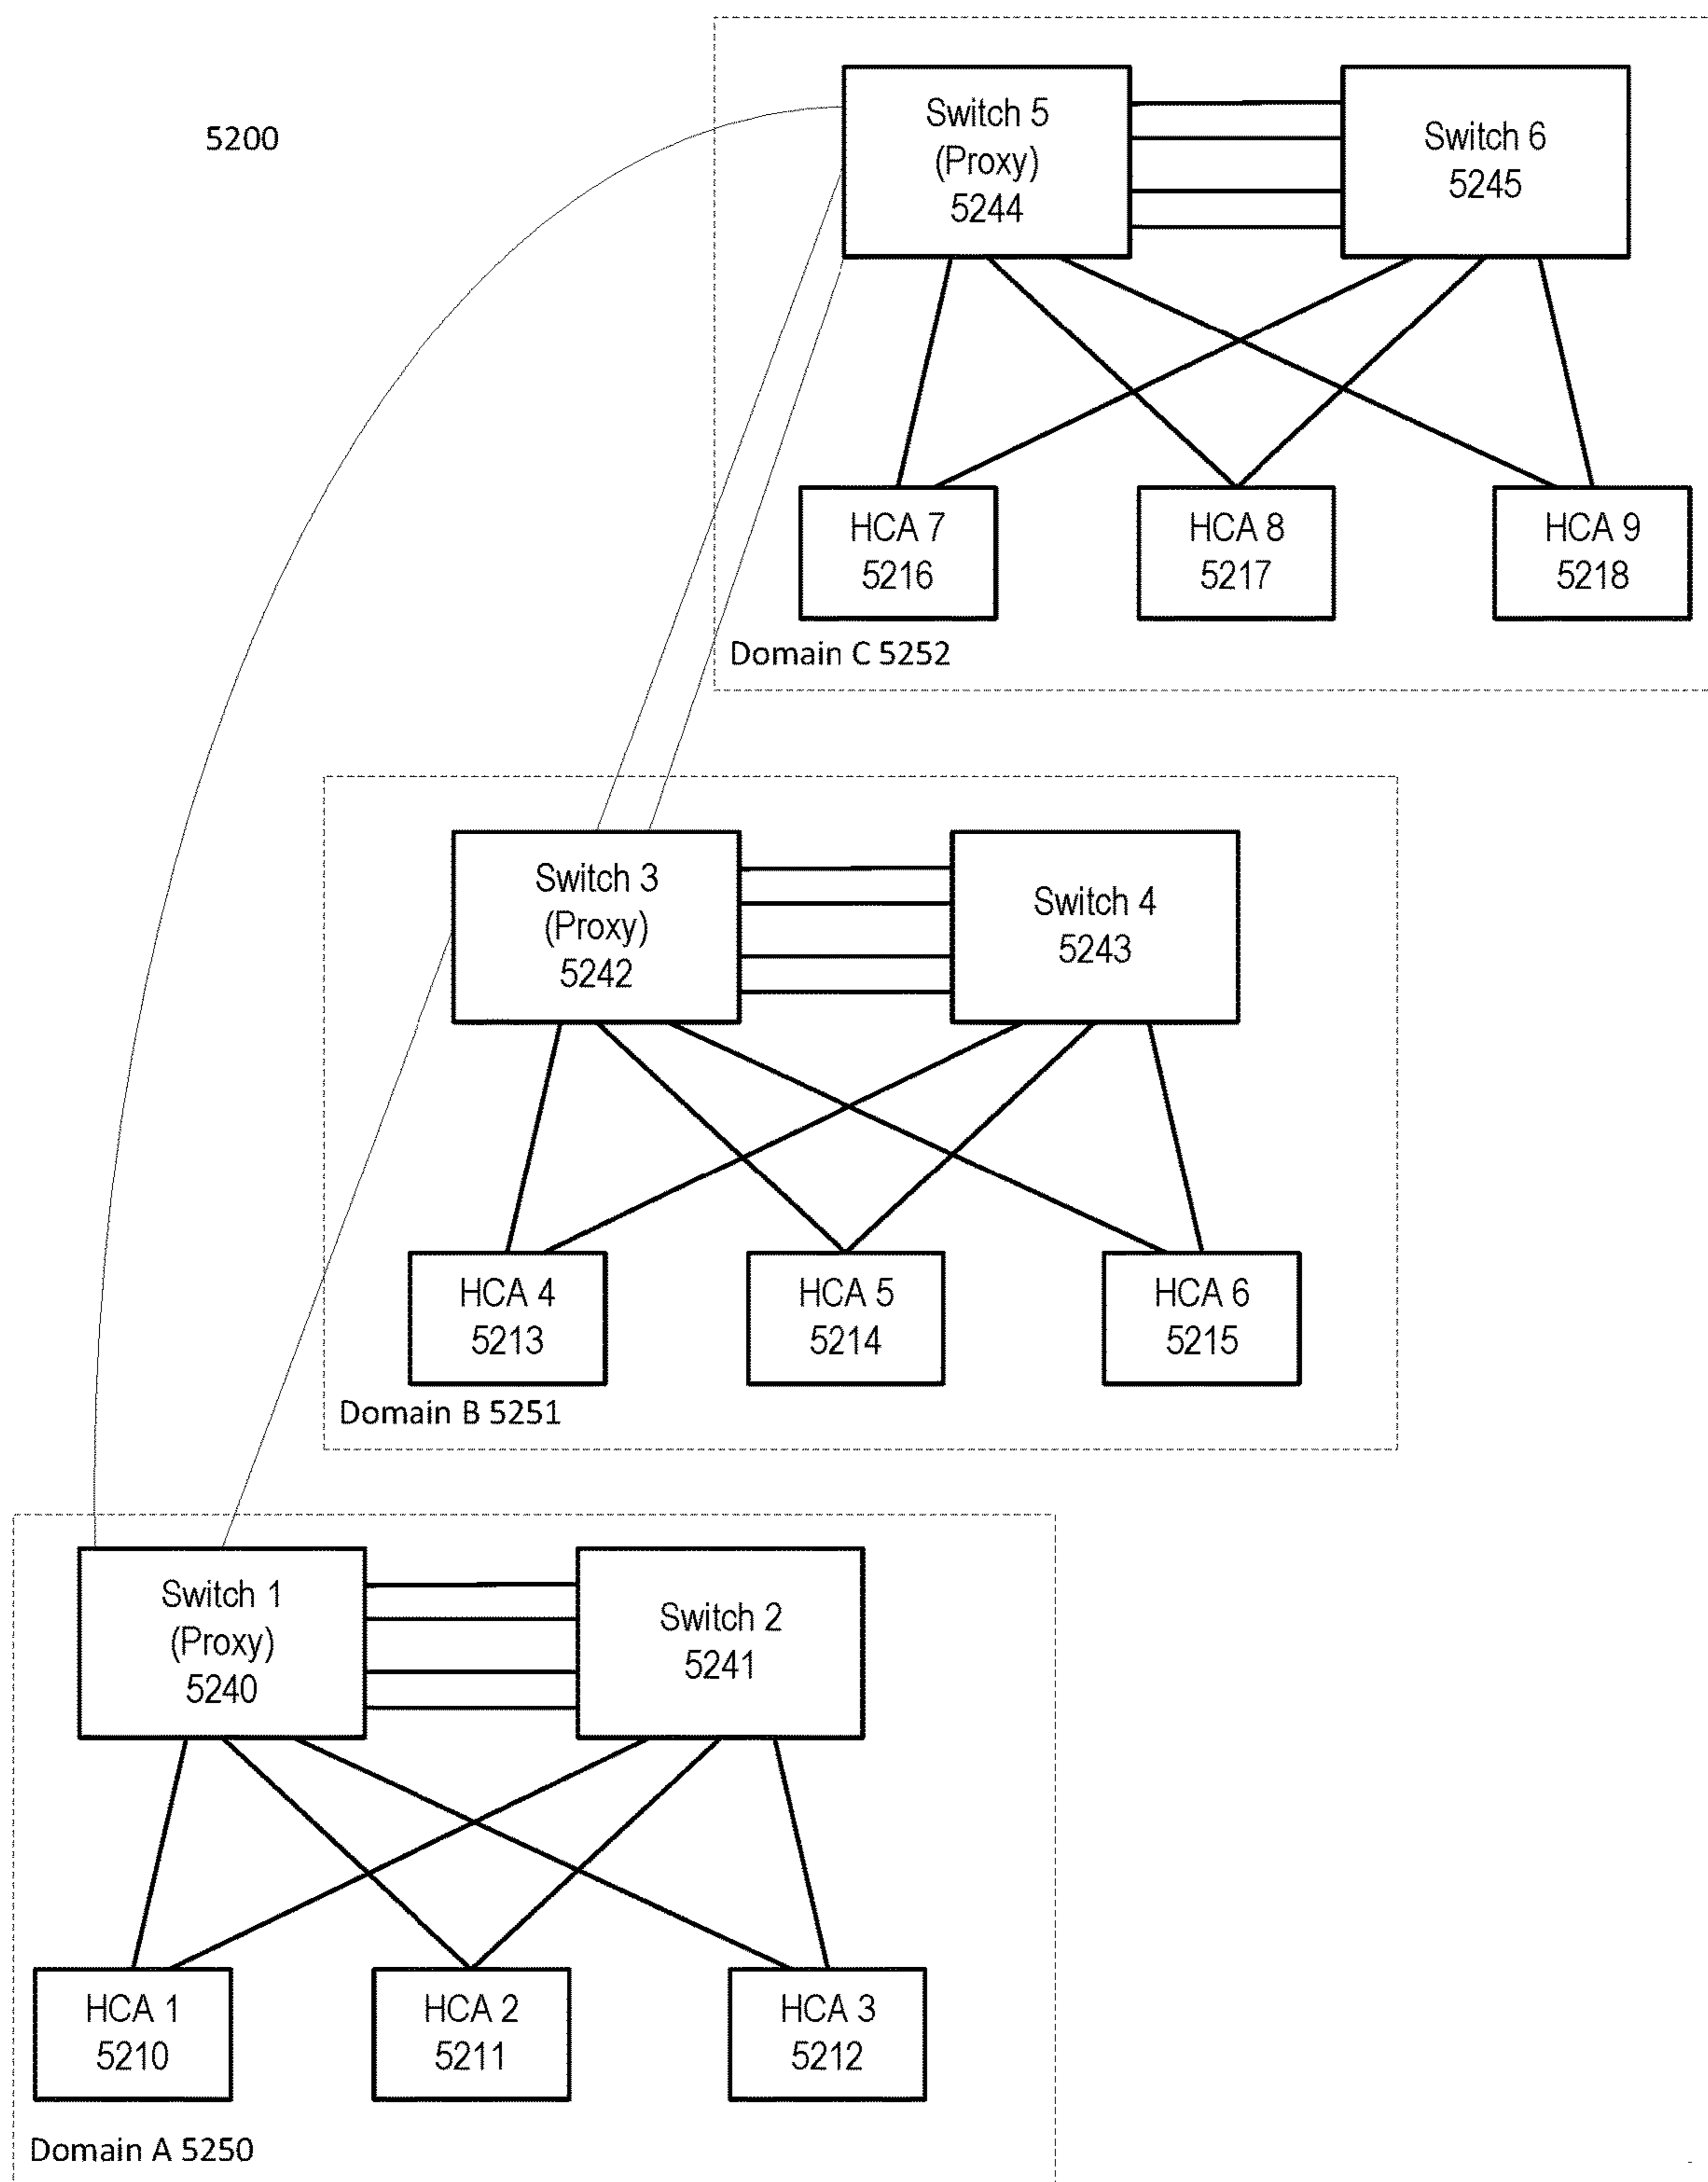 5200
Switch 5
(Proxy)
5244
Switch 6
5245
HCA 7
5216
HCA 8
5217
HCA 9
5218
Domain C 5252
Switch 3
(Proxy)
5242
Switch 4
5243
HCA 4
5213
HCA 5
5214
HCA 6
5215
Domain B 5251
Switch 1
(Proxy)
5240
Switch 2
5241
HCA 1
5210
HCA 2
5211
HCA 3
5212
Domain A 5250